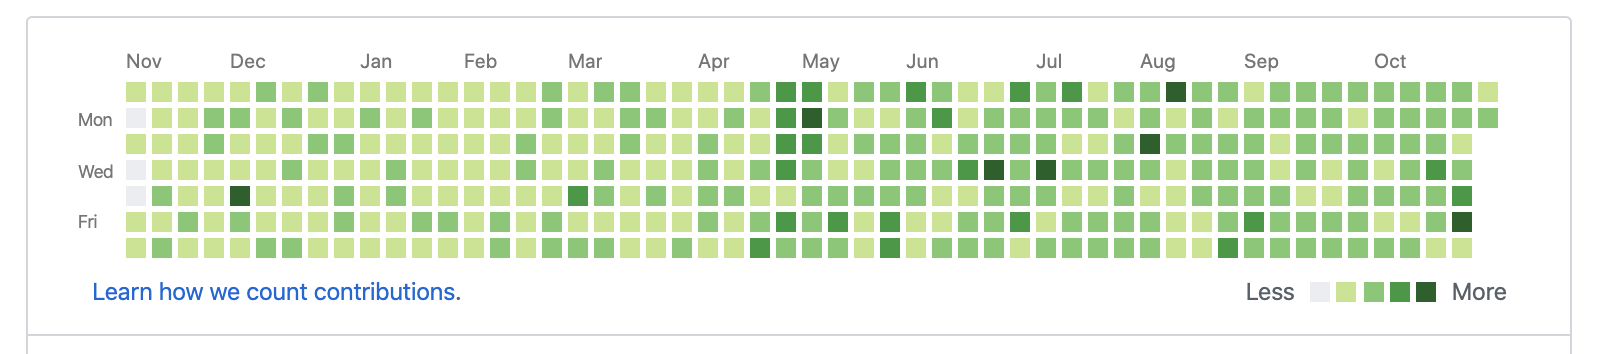 Nov Dec Jan Feb Mar Apr May Jun Jul Aug Sep Oct
Mon
Wed
Fri
Learn how we count contributions. Less More